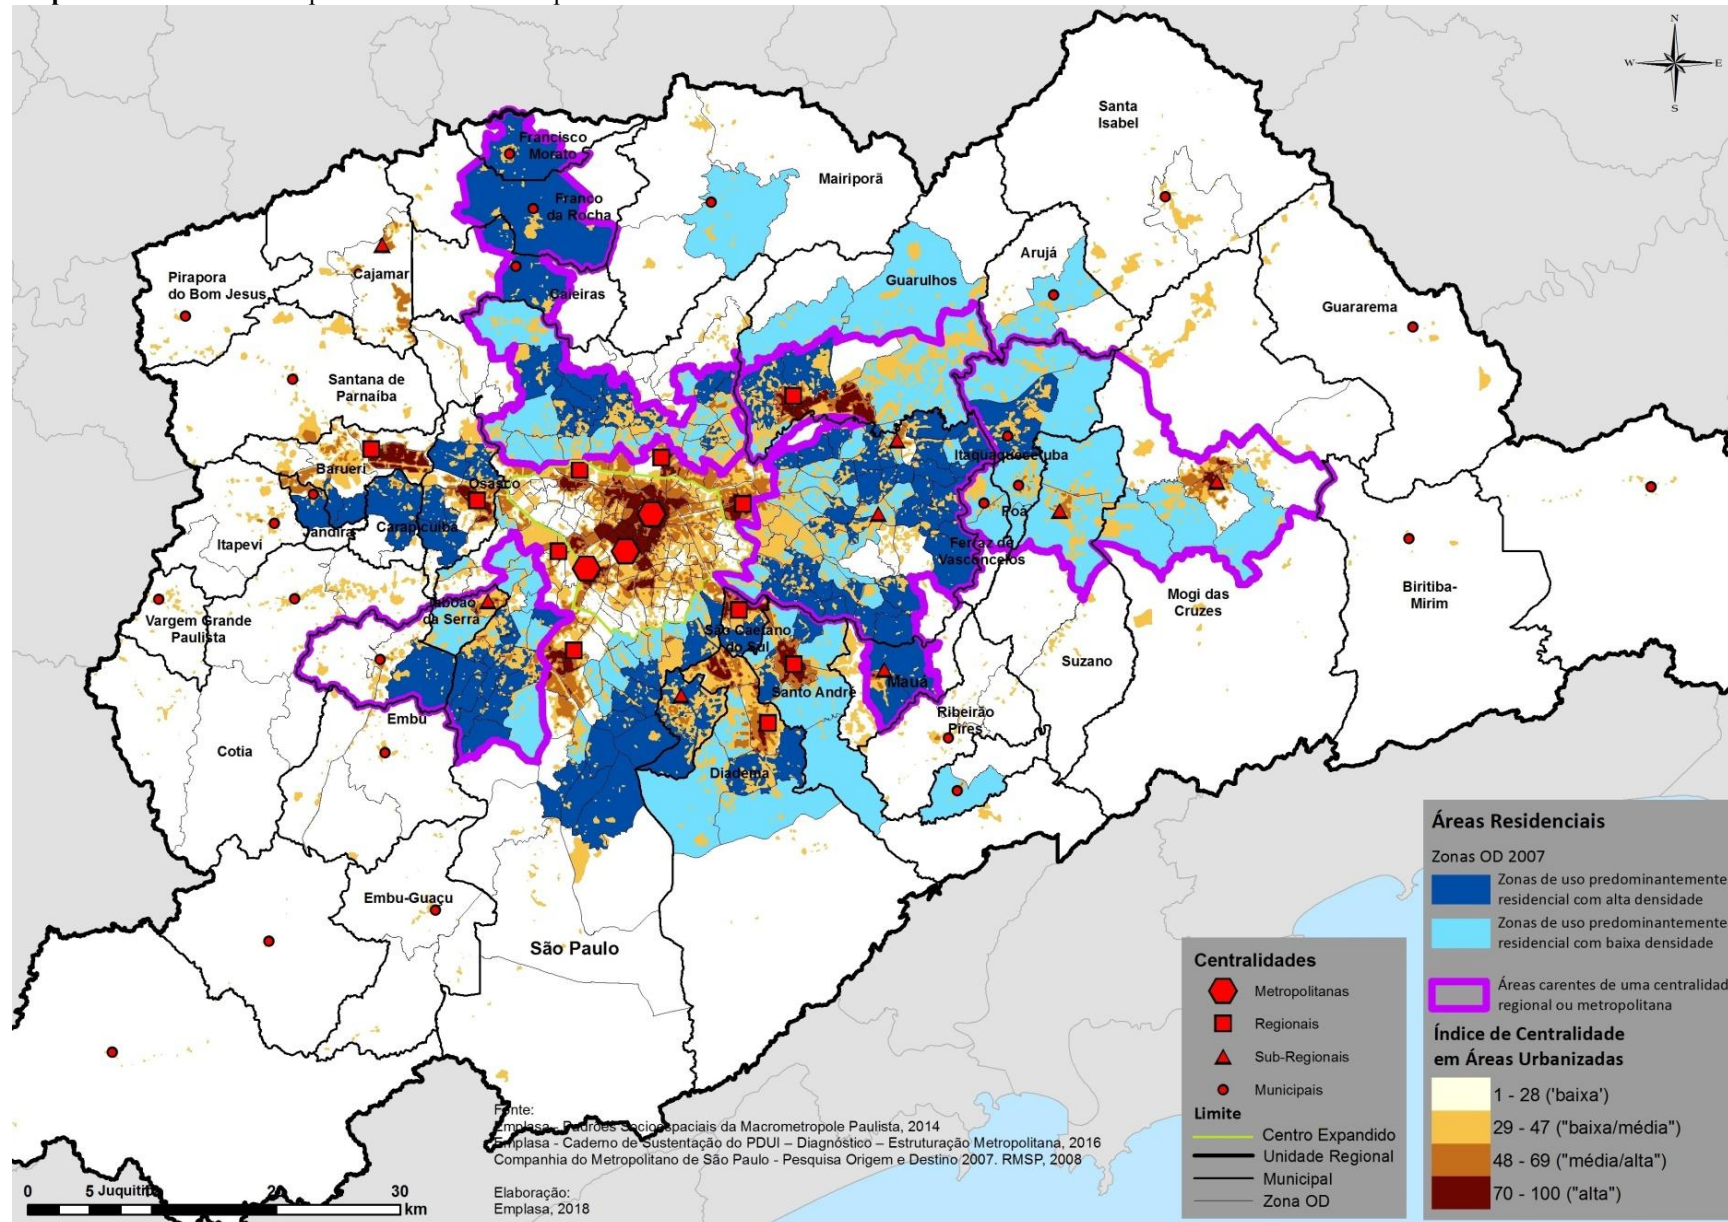 N
W
E
S
Santa
Isabel
Francisco
Morato
Mairiporã
Franco
da Rocha
Arujá
Cajamar
Pirapora
do Bom Jesus
Guarulhos
Caieiras
Guararema
Santana de
Parnaíba
Barueri
Itaquaquecetuba
Osasco
Poá
Jandira
Carapicuiba
Itapevi
Ferraz de
Vasconcelos
Mogi das
Cruzes
Biritiba-
Mirim
Taboão
da Serra
Vargem Grande
Paulista
São Caetano
do Sul
Suzano
Mauá
Santo André
Embu
Ribeirão
Pires
Cotia
Diadema
Embu-Guaçu
São Paulo
Áreas Residenciais
Zonas OD 2007
Zonas de uso predominantemente
residencial com alta densidade
Zonas de uso predominantemente
residencial com baixa densidade
Áreas carentes de uma centralidad
regional ou metropolitana
Índice de Centralidade
em Áreas Urbanizadas
1 - 28 ('baixa')
29 - 47 ("baixa/média")
48 - 69 ("média/alta")
70 - 100 ("alta")
Centralidades
Metropolitanas
Regionais
Sub-Regionais
Municipais
Limite
Centro Expandido
Unidade Regional
Municipal
Zona OD
Fonte:
Emplasa - Padrões Socioespaciais da Macrometropole Paulista, 2014
Emplasa - Caderno de Sustentação do PDUI – Diagnóstico – Estruturação Metropolitana, 2016
Companhia do Metropolitano de São Paulo - Pesquisa Origem e Destino 2007. RMSP, 2008
Elaboração:
Emplasa, 2018
0 5 20 30
km